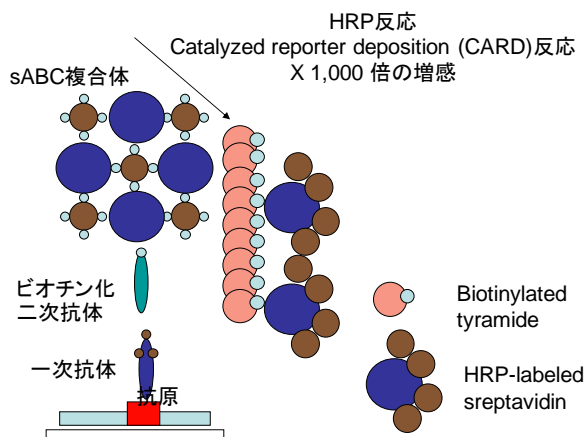 HRP反応
Catalyzed reporter deposition (CARD)反応
X 1,000 倍の増感
sABC複合体
ビオチン化
二次抗体
一次抗体
抗原
Biotinylated
tyramide
HRP-labeled
sreptavidin